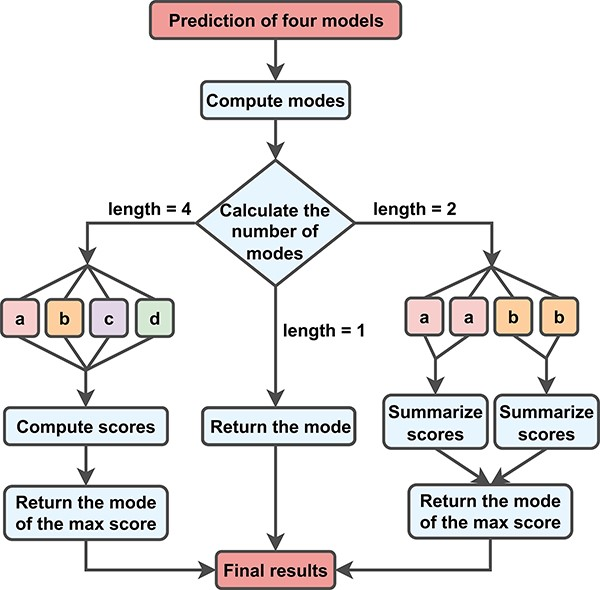 Prediction of four models
Compute modes
Calculate the
number of
modes
length = 4
length = 2
length = 1
a
b
c
d
a
a
b
b
Compute scores
Return the mode
Summarize
scores
Summarize
scores
Return the mode
of the max score
Return the mode
of the max score
Final results